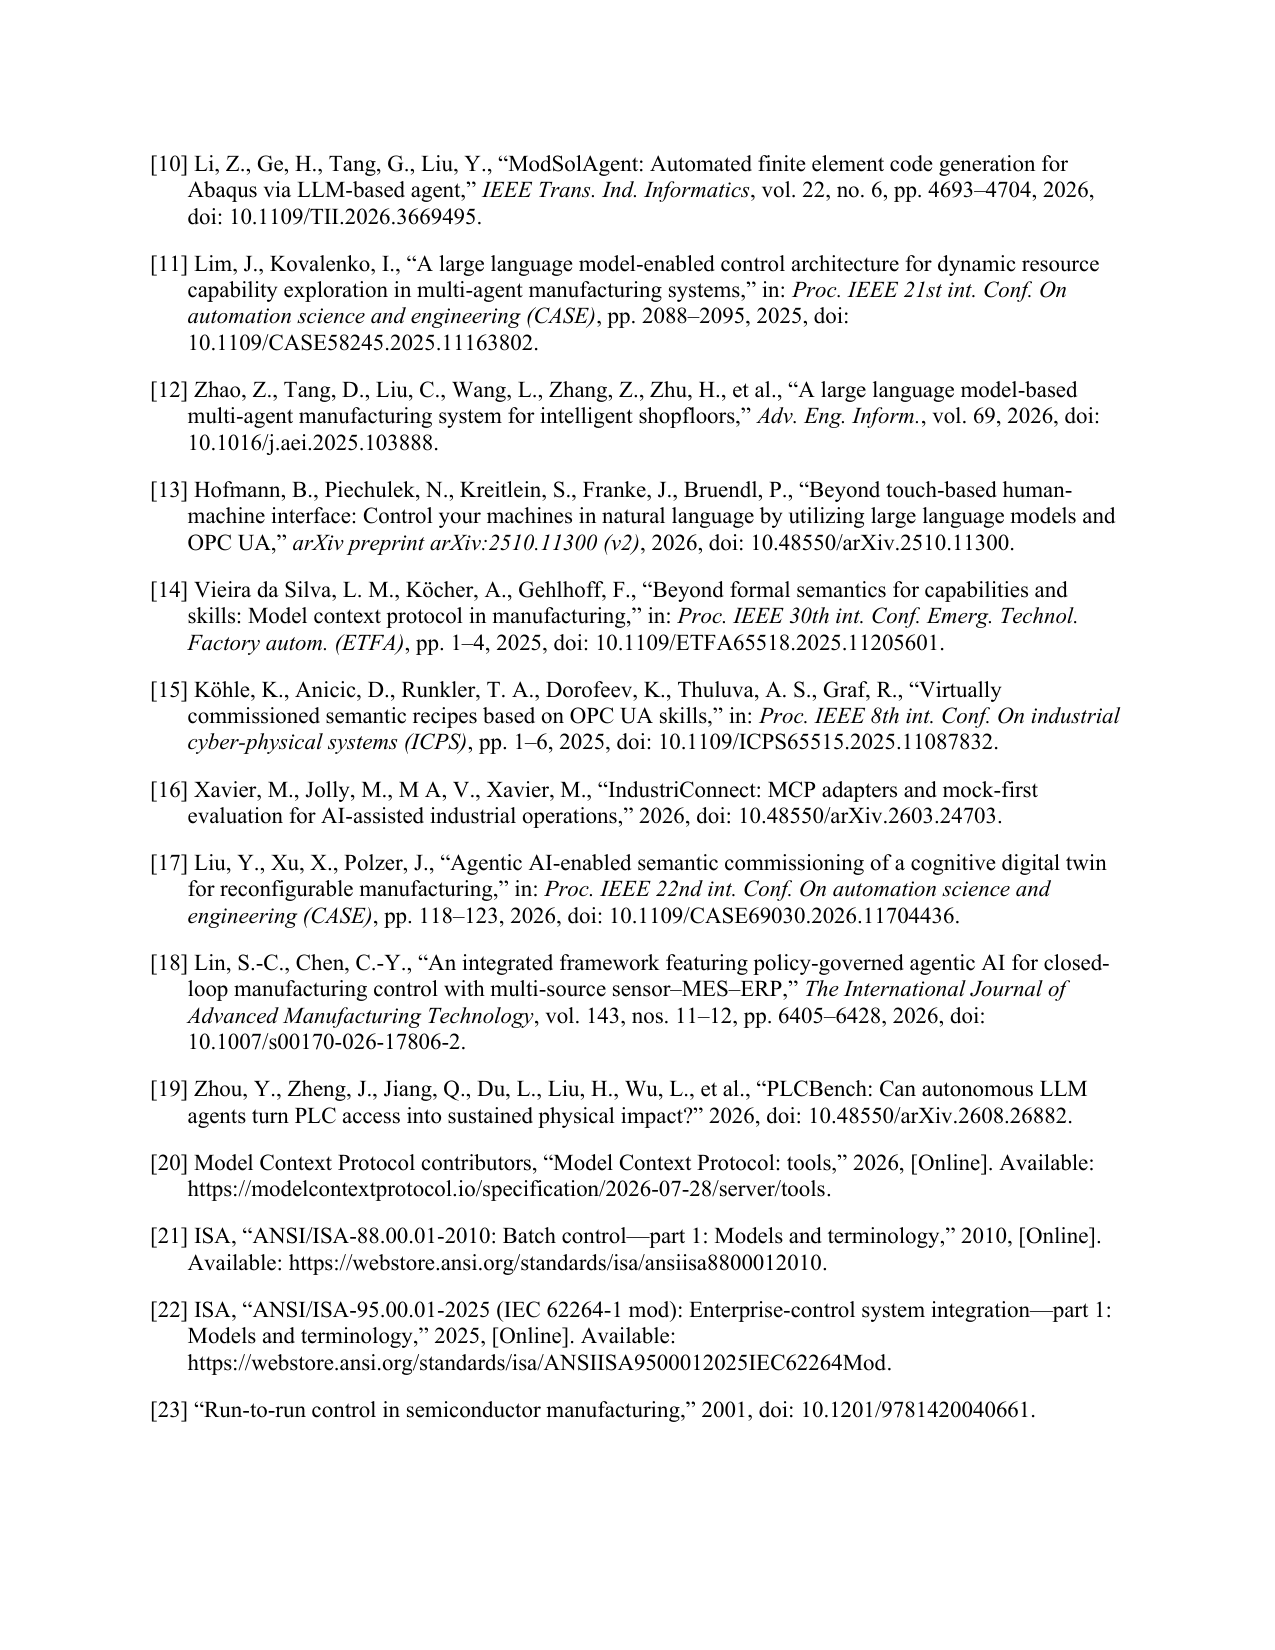 [10] Li, Z., Ge, H., Tang, G., Liu, Y., “ModSolAgent: Automated finite element code generation for
Abaqus via LLM-based agent,” IEEE Trans. Ind. Informatics, vol. 22, no. 6, pp. 4693–4704, 2026,
doi: 10.1109/TII.2026.3669495.
[11] Lim, J., Kovalenko, I., “A large language model-enabled control architecture for dynamic resource
capability exploration in multi-agent manufacturing systems,” in: Proc. IEEE 21st int. Conf. On
automation science and engineering (CASE), pp. 2088–2095, 2025, doi:
10.1109/CASE58245.2025.11163802.
[12] Zhao, Z., Tang, D., Liu, C., Wang, L., Zhang, Z., Zhu, H., et al., “A large language model-based
multi-agent manufacturing system for intelligent shopfloors,” Adv. Eng. Inform., vol. 69, 2026, doi:
10.1016/j.aei.2025.103888.
[13] Hofmann, B., Piechulek, N., Kreitlein, S., Franke, J., Bruendl, P., “Beyond touch-based human-
machine interface: Control your machines in natural language by utilizing large language models and
OPC UA,” arXiv preprint arXiv:2510.11300 (v2), 2026, doi: 10.48550/arXiv.2510.11300.
[14] Vieira da Silva, L. M., Köcher, A., Gehlhoff, F., “Beyond formal semantics for capabilities and
skills: Model context protocol in manufacturing,” in: Proc. IEEE 30th int. Conf. Emerg. Technol.
Factory autom. (ETFA), pp. 1–4, 2025, doi: 10.1109/ETFA65518.2025.11205601.
[15] Köhle, K., Anicic, D., Runkler, T. A., Dorofeev, K., Thuluva, A. S., Graf, R., “Virtually
commissioned semantic recipes based on OPC UA skills,” in: Proc. IEEE 8th int. Conf. On industrial
cyber-physical systems (ICPS), pp. 1–6, 2025, doi: 10.1109/ICPS65515.2025.11087832.
[16] Xavier, M., Jolly, M., M A, V., Xavier, M., “IndustriConnect: MCP adapters and mock-first
evaluation for AI-assisted industrial operations,” 2026, doi: 10.48550/arXiv.2603.24703.
[17] Liu, Y., Xu, X., Polzer, J., “Agentic AI-enabled semantic commissioning of a cognitive digital twin
for reconfigurable manufacturing,” in: Proc. IEEE 22nd int. Conf. On automation science and
engineering (CASE), pp. 118–123, 2026, doi: 10.1109/CASE69030.2026.11704436.
[18] Lin, S.-C., Chen, C.-Y., “An integrated framework featuring policy-governed agentic AI for closed-
loop manufacturing control with multi-source sensor–MES–ERP,” The International Journal of
Advanced Manufacturing Technology, vol. 143, nos. 11–12, pp. 6405–6428, 2026, doi:
10.1007/s00170-026-17806-2.
[19] Zhou, Y., Zheng, J., Jiang, Q., Du, L., Liu, H., Wu, L., et al., “PLCBench: Can autonomous LLM
agents turn PLC access into sustained physical impact?” 2026, doi: 10.48550/arXiv.2608.26882.
[20] Model Context Protocol contributors, “Model Context Protocol: tools,” 2026, [Online]. Available:
https://modelcontextprotocol.io/specification/2026-07-28/server/tools.
[21] ISA, “ANSI/ISA-88.00.01-2010: Batch control—part 1: Models and terminology,” 2010, [Online].
Available: https://webstore.ansi.org/standards/isa/ansiisa8800012010.
[22] ISA, “ANSI/ISA-95.00.01-2025 (IEC 62264-1 mod): Enterprise-control system integration—part 1:
Models and terminology,” 2025, [Online]. Available:
https://webstore.ansi.org/standards/isa/ANSIISA9500012025IEC62264Mod.
[23] “Run-to-run control in semiconductor manufacturing,” 2001, doi: 10.1201/9781420040661.